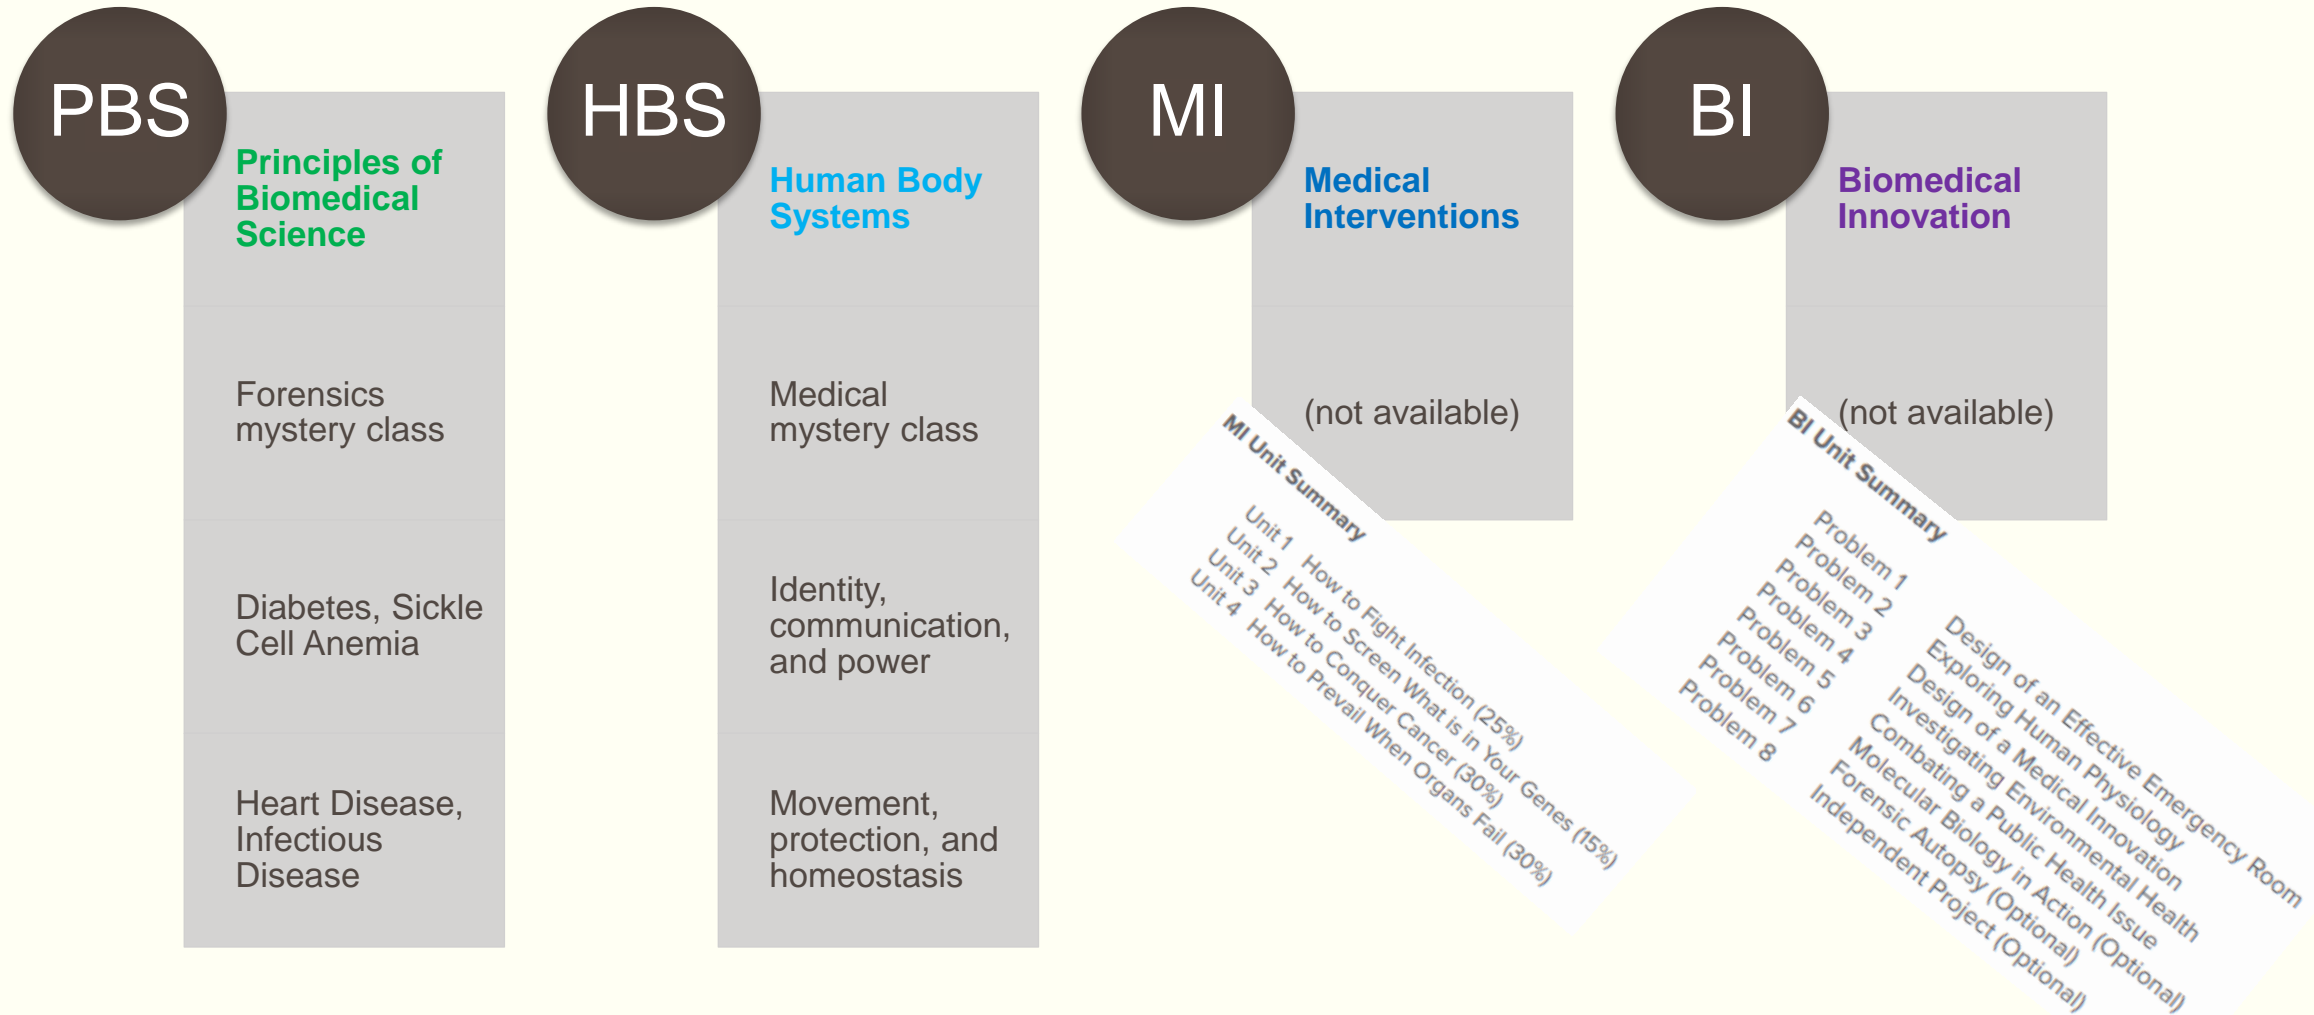 PBS
Principles of
Biomedical
Science
Forensics
mystery class
Diabetes, Sickle
Cell Anemia
Heart Disease,
Infectious
Disease
HBS
Human Body
Systems
Medical
mystery class
Identity,
communication,
and power
Movement,
protection, and
homeostasis
MI
Medical
Interventions
(not available)
MI Unit Summary
Unit 1 How to Fight Infection (25%)
Unit 2 How to Screen What is in Your Genes (15%)
Unit 3 How to Conquer Cancer (30%)
Unit 4 How to Prevail When Organs Fail (30%)
BI
Biomedical
Innovation
(not available)
BI Unit Summary
Problem 1 Design of an Effective Emergency Room
Problem 2 Exploring Human Physiology
Problem 3 Design of a Medical Innovation
Problem 4 Investigating Environmental Health
Problem 5 Combating a Public Health Issue
Problem 6 Molecular Biology in Action (Optional)
Problem 7 Forensic Autopsy (Optional)
Problem 8 Independent Project (Optional)